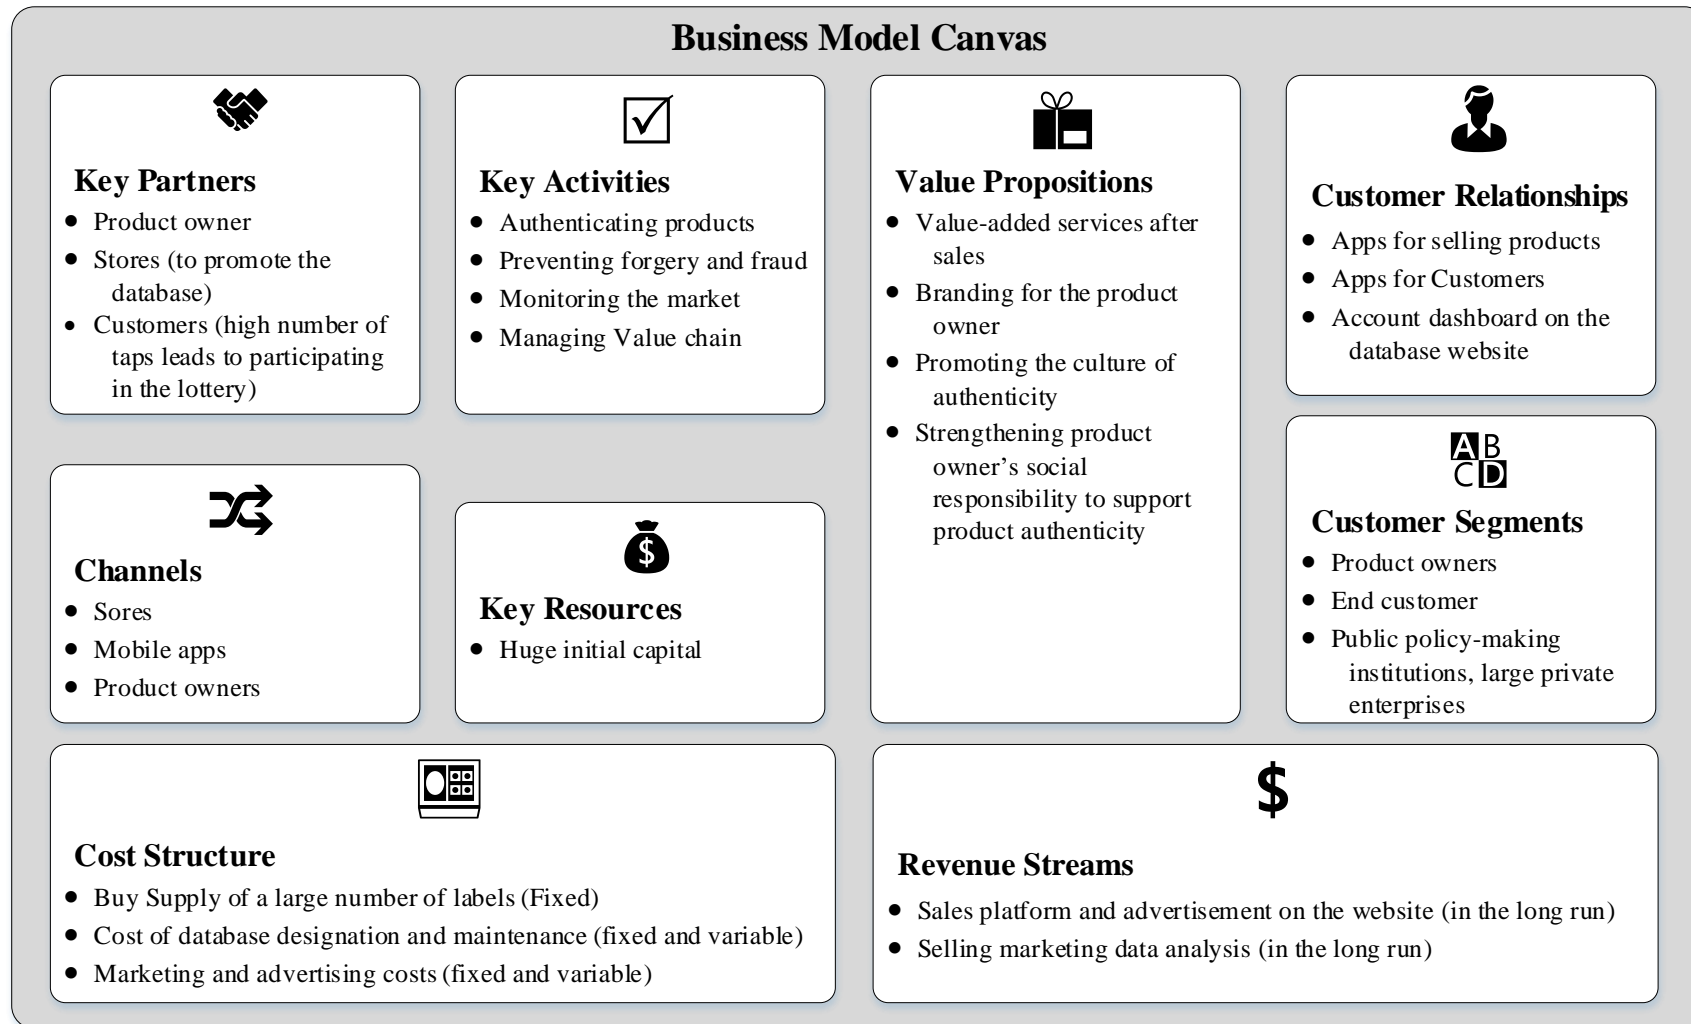 Business Model Canvas
Key Partners
• Product owner
• Stores (to promote the
database)
• Customers (high number of
taps leads to participating
in the lottery)
Key Activities
• Authenticating products
• Preventing forgery and fraud
• Monitoring the market
• Managing Value chain
Value Propositions
• Value-added services after
sales
• Branding for the product
owner
• Promoting the culture of
authenticity
• Strengthening product
owner’s social
responsibility to support
product authenticity
Customer Relationships
• Apps for selling products
• Apps for Customers
• Account dashboard on the
database website
Channels
• Sores
• Mobile apps
• Product owners
$
Key Resources
• Huge initial capital
A B
C D
Customer Segments
• Product owners
• End customer
• Public policy-making
institutions, large private
enterprises
Cost Structure
• Buy Supply of a large number of labels (Fixed)
• Cost of database designation and maintenance (fixed and variable)
• Marketing and advertising costs (fixed and variable)
$
Revenue Streams
• Sales platform and advertisement on the website (in the long run)
• Selling marketing data analysis (in the long run)